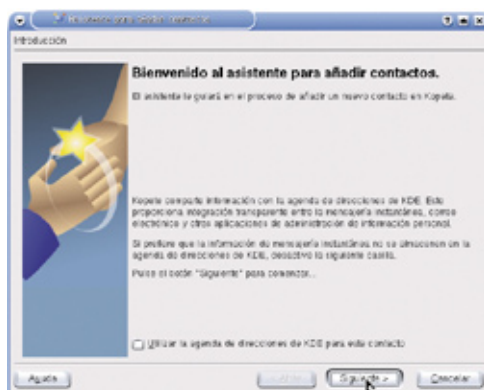 Introducción
Bienvenido al asistente para añadir contactos.
El asistente le guiará en el proceso de añadir un nuevo contacto en Kopete.
Kopete comparte información con la agenda de direcciones de KDE. Esto
proporciona integración transparente entre la mensajería instantánea, correo
electrónico y otras aplicaciones de administración de información personal.
Si prefiere que la información de mensajería instantánea no se almacene en la
agenda de direcciones de KDE, desactive la siguiente casilla.
Pulse el botón "Siguiente" para comenzar...
Utilizar la agenda de direcciones de KDE para este contacto
Ayuda
Siguiente >
Cancelar